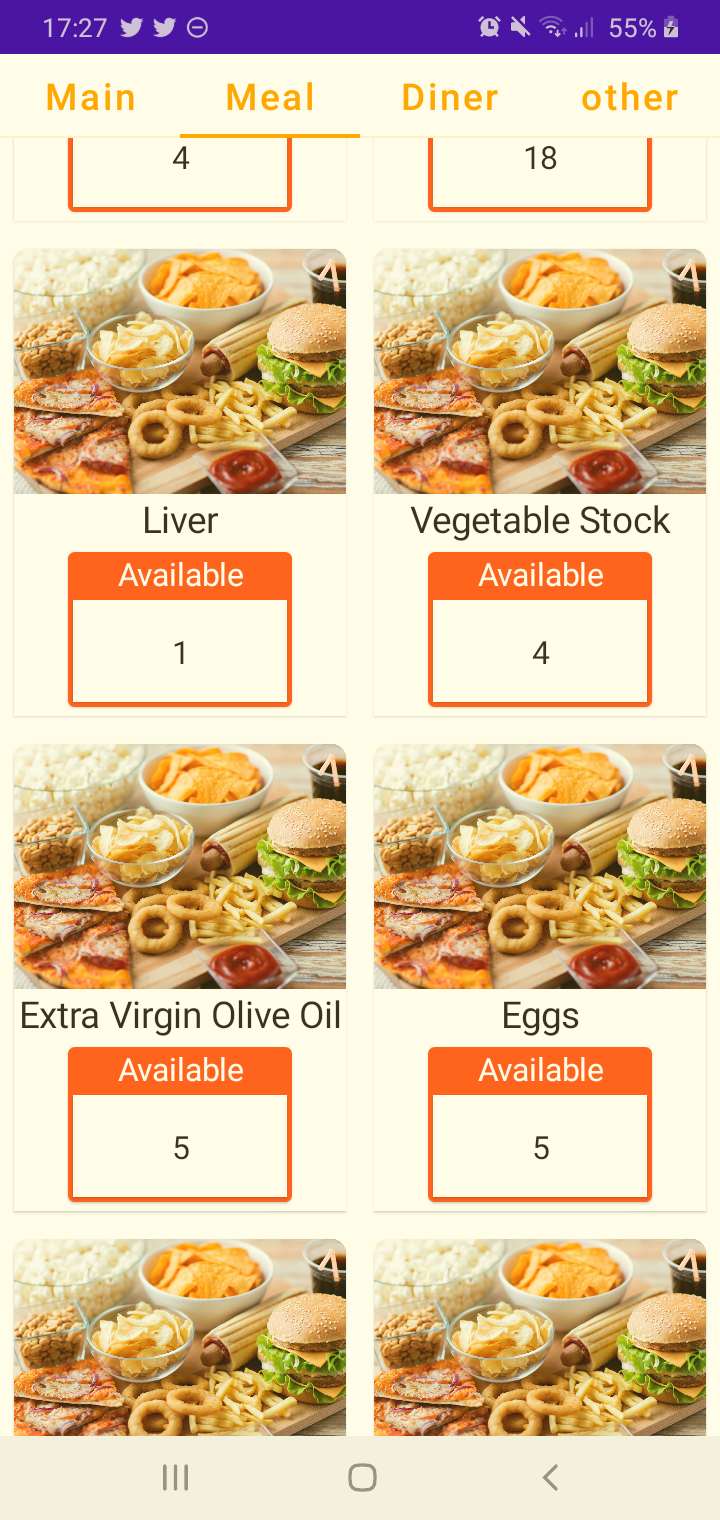 17:27 55%
Main Meal Diner other
4 18
Liver Vegetable Stock
Available Available
1 4
Extra Virgin Olive Oil Eggs
Available Available
5 5